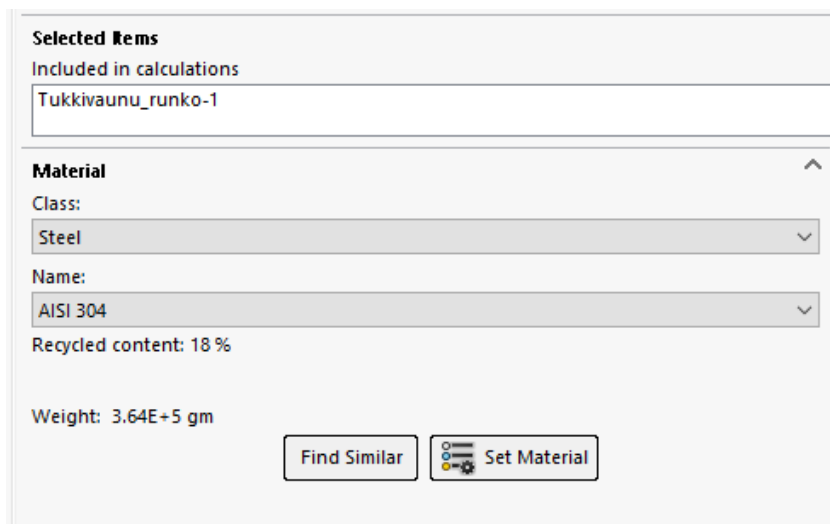 Selected Items
Included in calculations
Tukkivaunu_runko-1
Material
Class:
Steel
Name:
AISI 304
Recycled content: 18 %
Weight: 3.64E+5 gm
Find Similar
Set Material